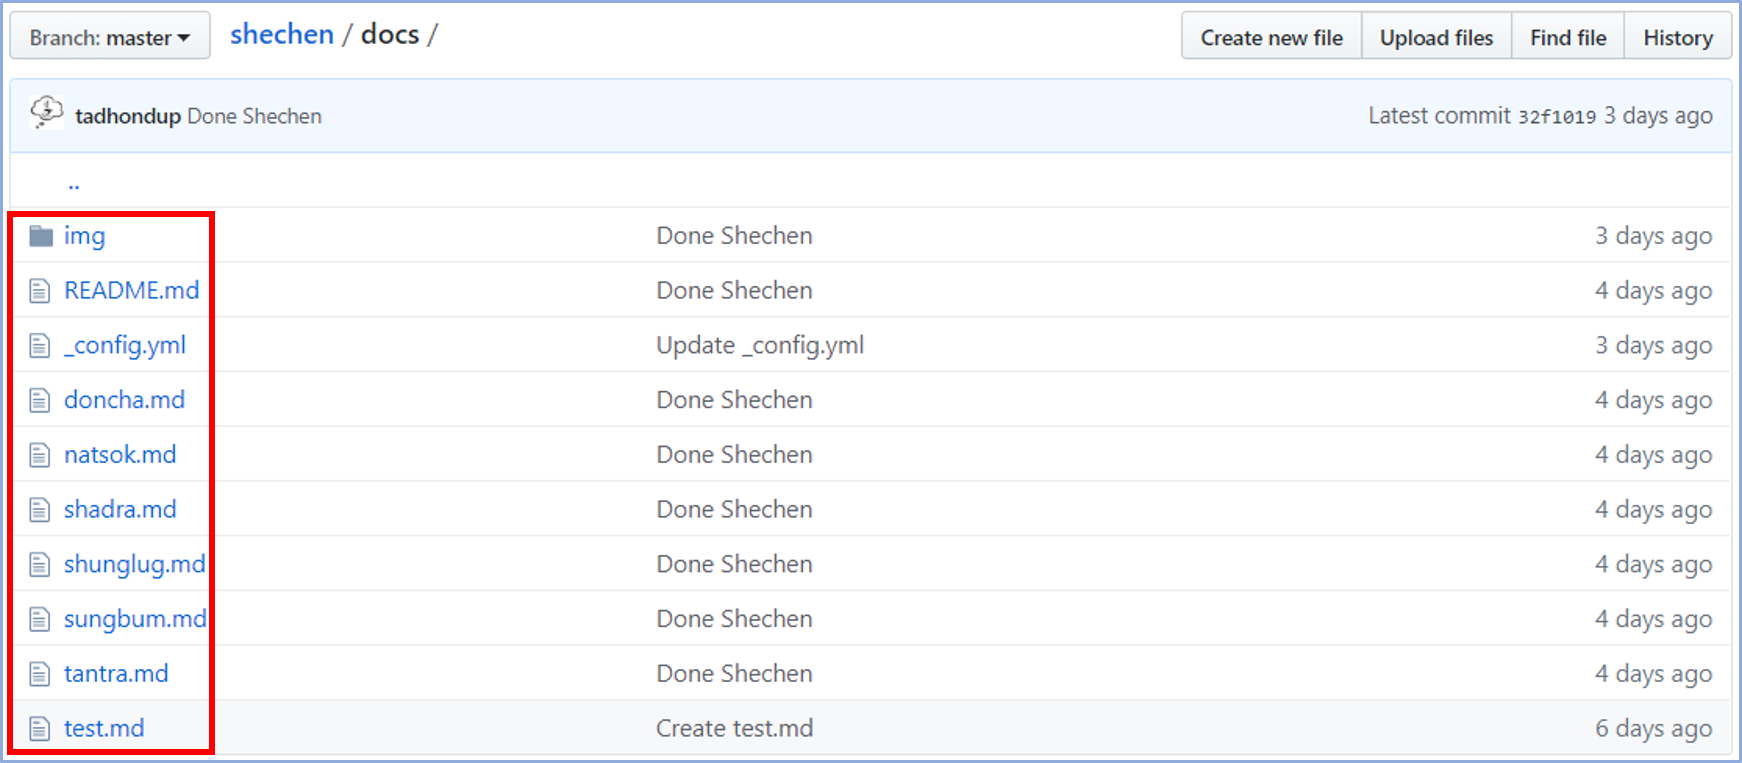 Branch: master shechen / docs / Create new file Upload files Find file History
tadhondup Done Shechen Latest commit 32f1019 3 days ago
..
img Done Shechen 3 days ago
README.md Done Shechen 4 days ago
_config.yml Update _config.yml 3 days ago
doncha.md Done Shechen 4 days ago
natsok.md Done Shechen 4 days ago
shadra.md Done Shechen 4 days ago
shunglug.md Done Shechen 4 days ago
sungbum.md Done Shechen 4 days ago
tantra.md Done Shechen 4 days ago
test.md Create test.md 6 days ago